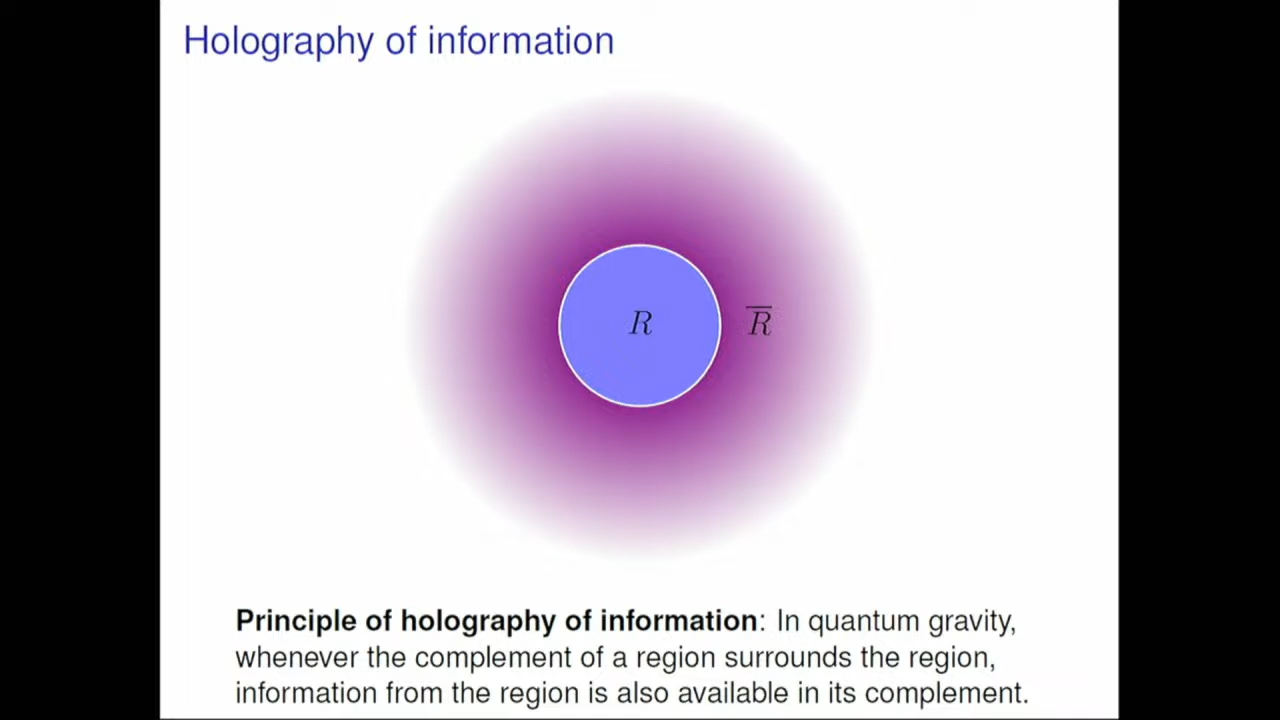 Holography of information
R
R̅
Principle of holography of information: In quantum gravity,
whenever the complement of a region surrounds the region,
information from the region is also available in its complement.